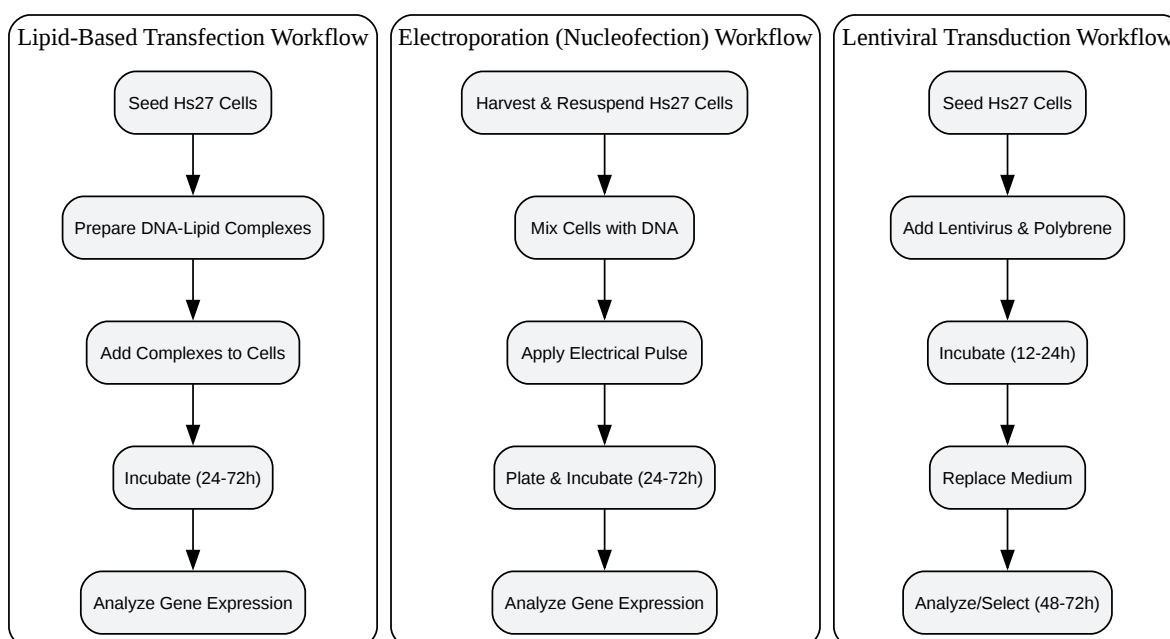 Lipid-Based Transfection Workflow
Seed Hs27 Cells
Prepare DNA-Lipid Complexes
Add Complexes to Cells
Incubate (24-72h)
Analyze Gene Expression
Electroporation (Nucleofection) Workflow
Harvest & Resuspend Hs27 Cells
Mix Cells with DNA
Apply Electrical Pulse
Plate & Incubate (24-72h)
Analyze Gene Expression
Lentiviral Transduction Workflow
Seed Hs27 Cells
Add Lentivirus & Polybrene
Incubate (12-24h)
Replace Medium
Analyze/Select (48-72h)